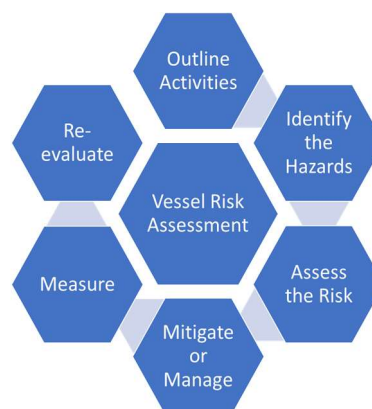 Outline
Activities
Identify
the
Hazards
Assess
the Risk
Mitigate
or
Manage
Measure
Re-
evaluate
Vessel Risk
Assessment